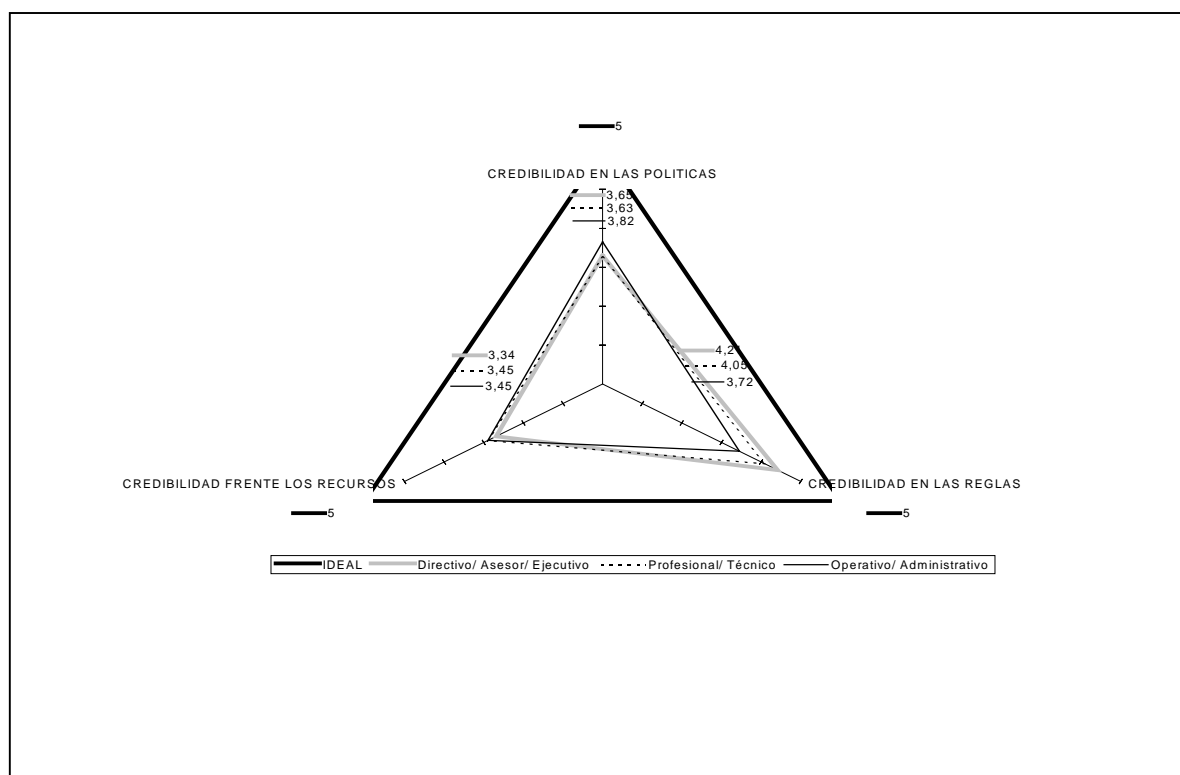 5
CREDIBILIDAD EN LAS POLITICAS
3,65
3,63
3,82
3,34
3,45
3,45
4,05
3,72
CREDIBILIDAD FRENTE LOS RECURSOS
CREDIBILIDAD EN LAS REGLAS
5
5
IDEAL Directivo/ Asesor/ Ejecutivo Profesional/ Técnico Operativo/ Administrativo